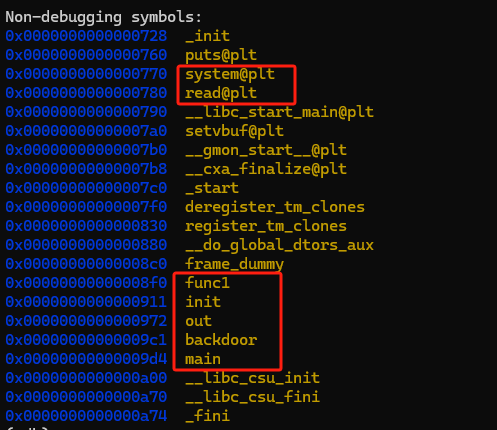 Non-debugging symbols:
0x0000000000000728  _init
0x0000000000000760  puts@plt
0x0000000000000770  system@plt
0x0000000000000780  read@plt
0x0000000000000790  __libc_start_main@plt
0x00000000000007a0  setvbuf@plt
0x00000000000007b0  __gmon_start__@plt
0x00000000000007b8  __cxa_finalize@plt
0x00000000000007c0  _start
0x00000000000007f0  deregister_tm_clones
0x0000000000000830  register_tm_clones
0x0000000000000880  __do_global_dtors_aux
0x00000000000008c0  frame_dummy
0x00000000000008f0  func1
0x0000000000000911  init
0x0000000000000972  out
0x00000000000009c1  backdoor
0x00000000000009d4  main
0x0000000000000a00  __libc_csu_init
0x0000000000000a70  __libc_csu_fini
0x0000000000000a74  _fini